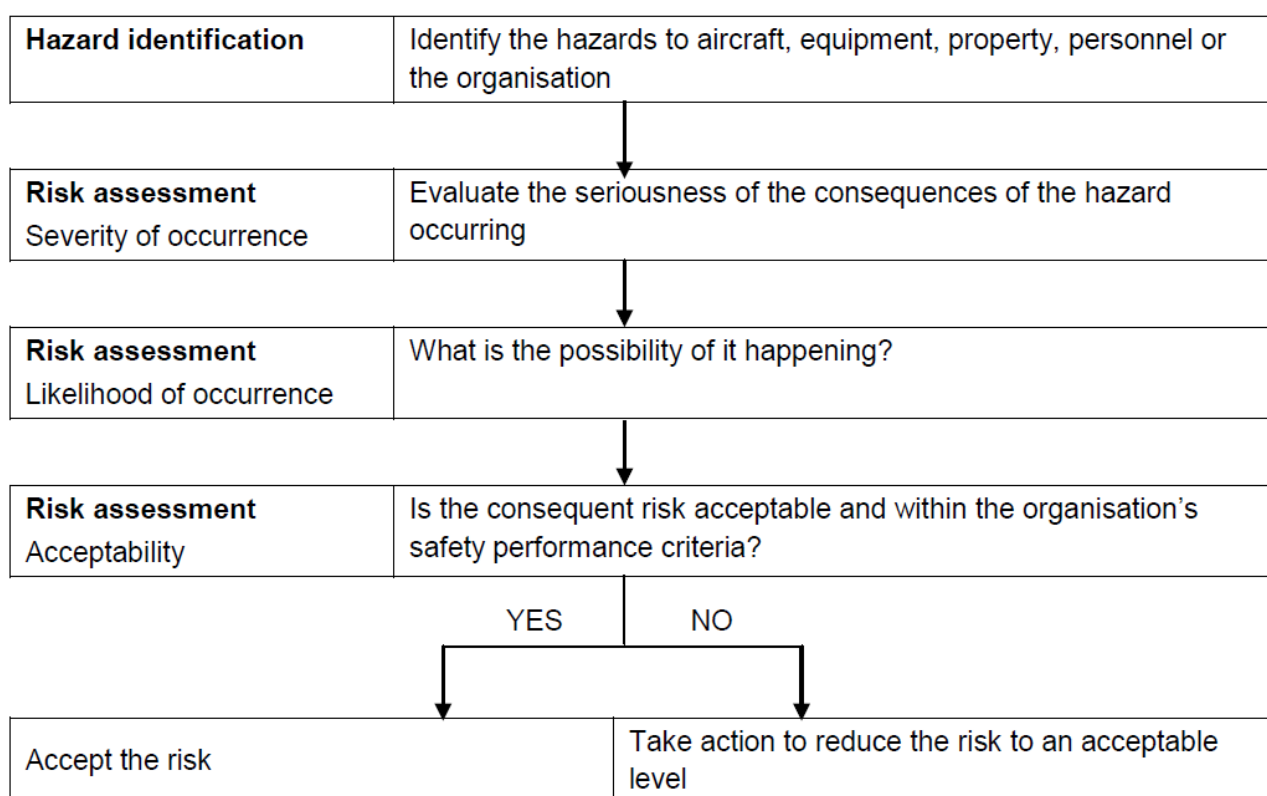 Hazard identification
Identify the hazards to aircraft, equipment, property, personnel or
the organisation
Risk assessment
Severity of occurrence
Evaluate the seriousness of the consequences of the hazard
occurring
Risk assessment
Likelihood of occurrence
What is the possibility of it happening?
Risk assessment
Acceptability
Is the consequent risk acceptable and within the organisation’s
safety performance criteria?
YES
NO
Accept the risk
Take action to reduce the risk to an acceptable
level